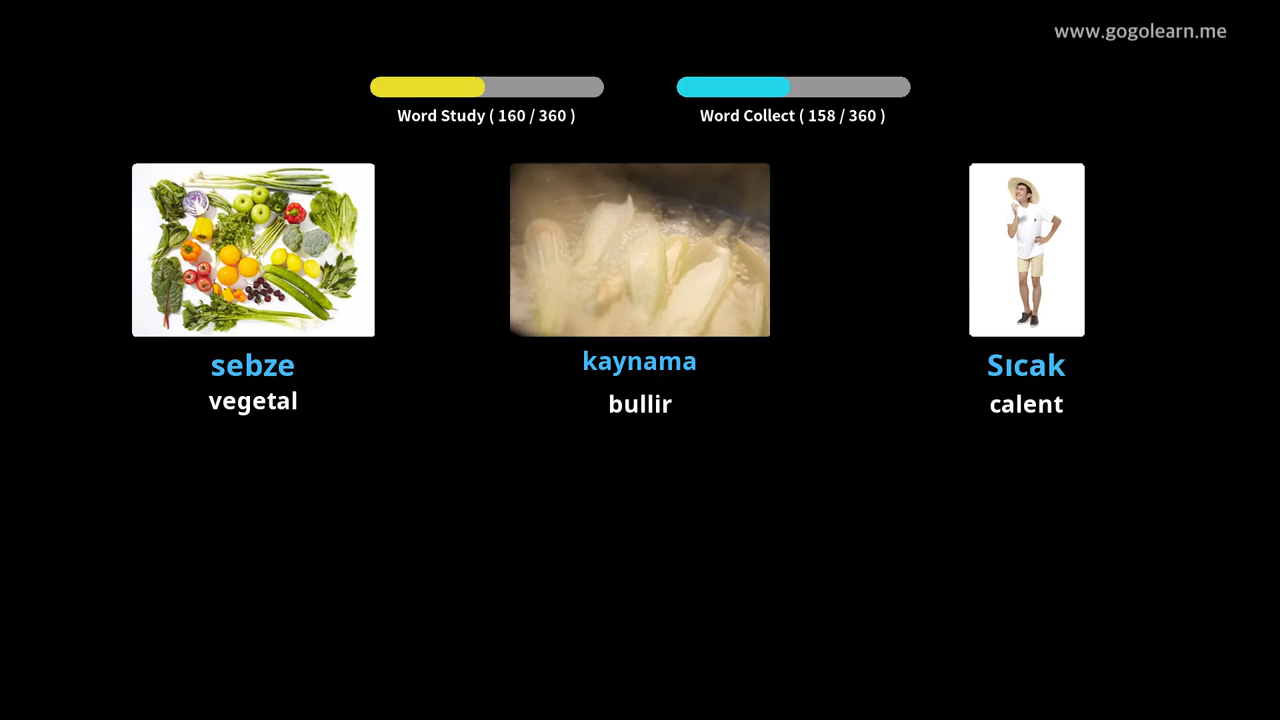 www.gogolearn.me
Word Study ( 160 / 360 )
Word Collect ( 158 / 360 )
sebze
vegetal
kaynama
bullir
Sıcak
calent